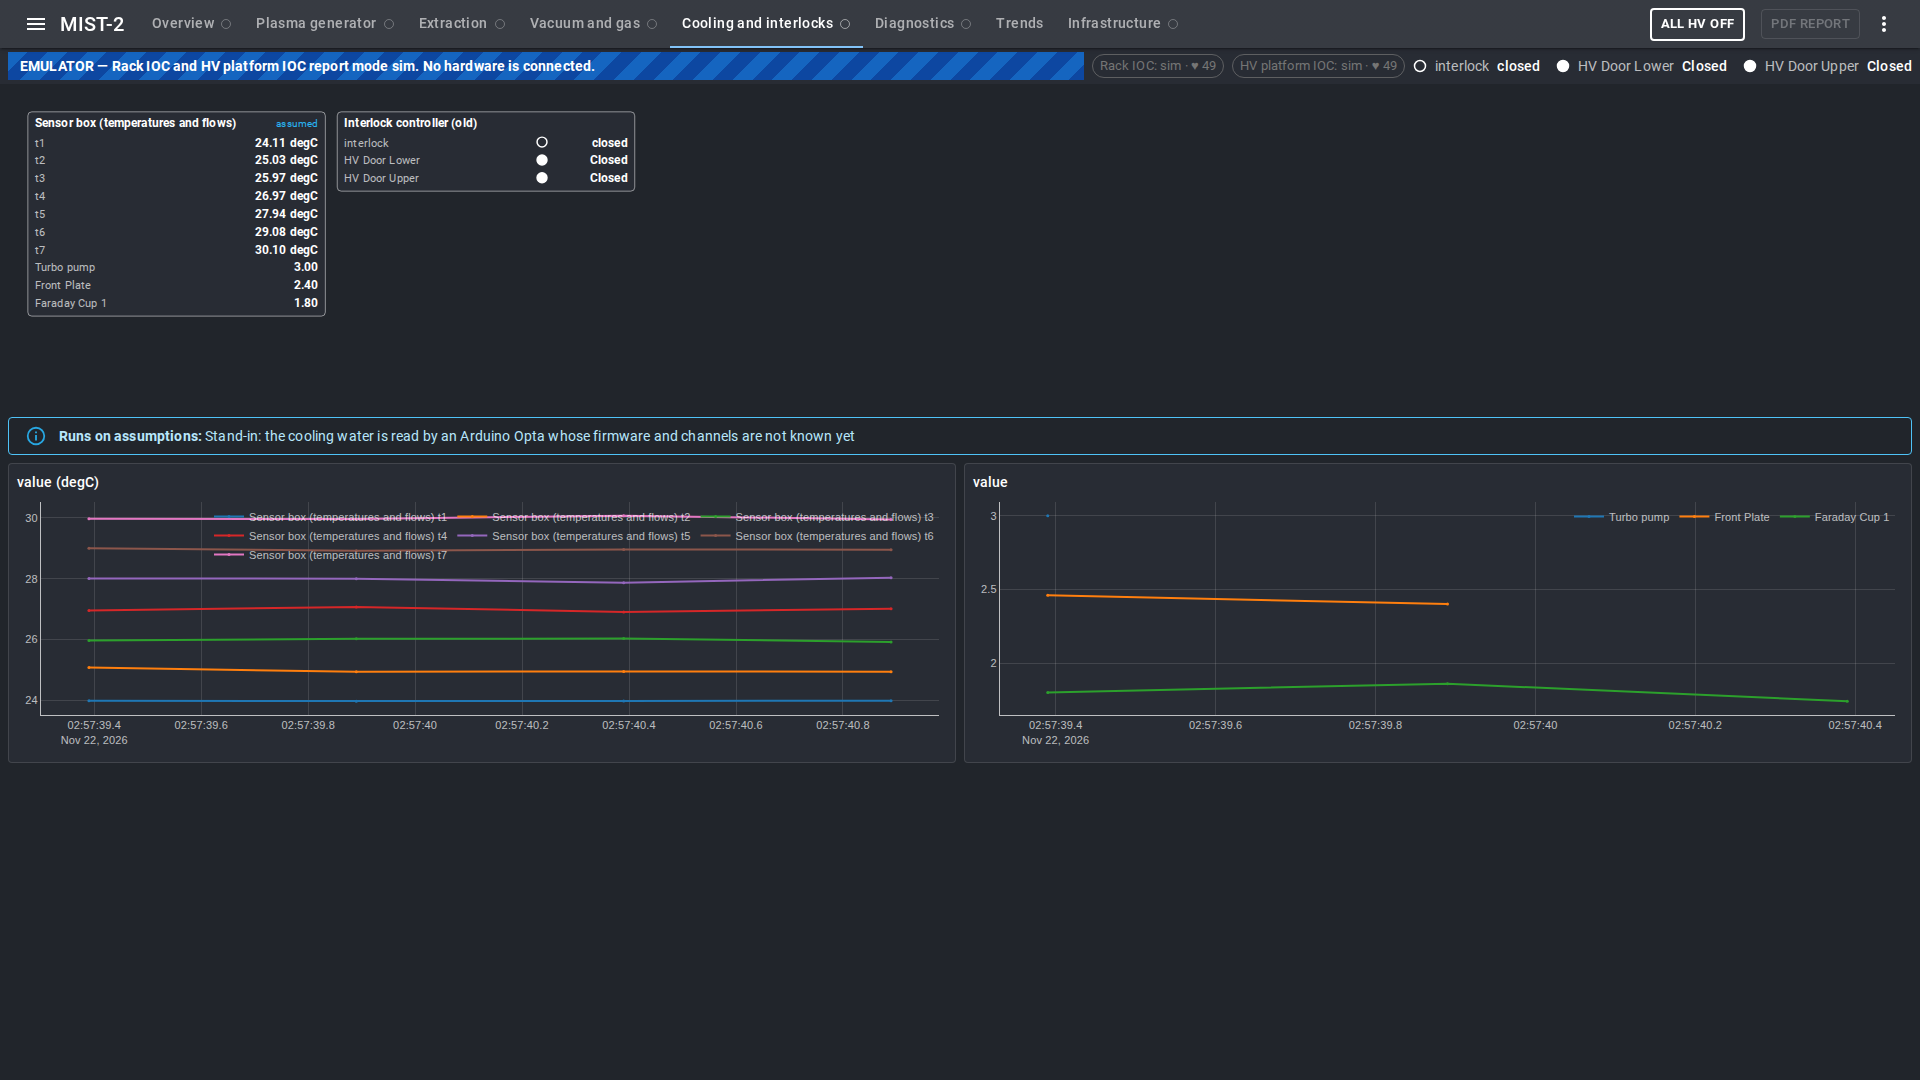 MIST-2 Overview Plasma generator Extraction Vacuum and gas Cooling and interlocks Diagnostics Trends Infrastructure ALL HV OFF PDF REPORT
EMULATOR — Rack IOC and HV platform IOC report mode sim. No hardware is connected. Rack IOC: sim · ♥ 49 HV platform IOC: sim · ♥ 49 interlock closed HV Door Lower Closed HV Door Upper Closed
Sensor box (temperatures and flows) assumed
t1 24.11 degC
t2 25.03 degC
t3 25.97 degC
t4 26.97 degC
t5 27.94 degC
t6 29.08 degC
t7 30.10 degC
Turbo pump 3.00
Front Plate 2.40
Faraday Cup 1 1.80
Interlock controller (old)
interlock closed
HV Door Lower Closed
HV Door Upper Closed
Runs on assumptions: Stand-in: the cooling water is read by an Arduino Opta whose firmware and channels are not known yet
value (degC)
Sensor box (temperatures and flows) t1 Sensor box (temperatures and flows) t2 Sensor box (temperatures and flows) t3
Sensor box (temperatures and flows) t4 Sensor box (temperatures and flows) t5 Sensor box (temperatures and flows) t6
Sensor box (temperatures and flows) t7
30
28
26
24
02:57:39.4 02:57:39.6 02:57:39.8 02:57:40 02:57:40.2 02:57:40.4 02:57:40.6 02:57:40.8
Nov 22, 2026
value
Turbo pump Front Plate Faraday Cup 1
3
2.5
2
02:57:39.4 02:57:39.6 02:57:39.8 02:57:40 02:57:40.2 02:57:40.4
Nov 22, 2026